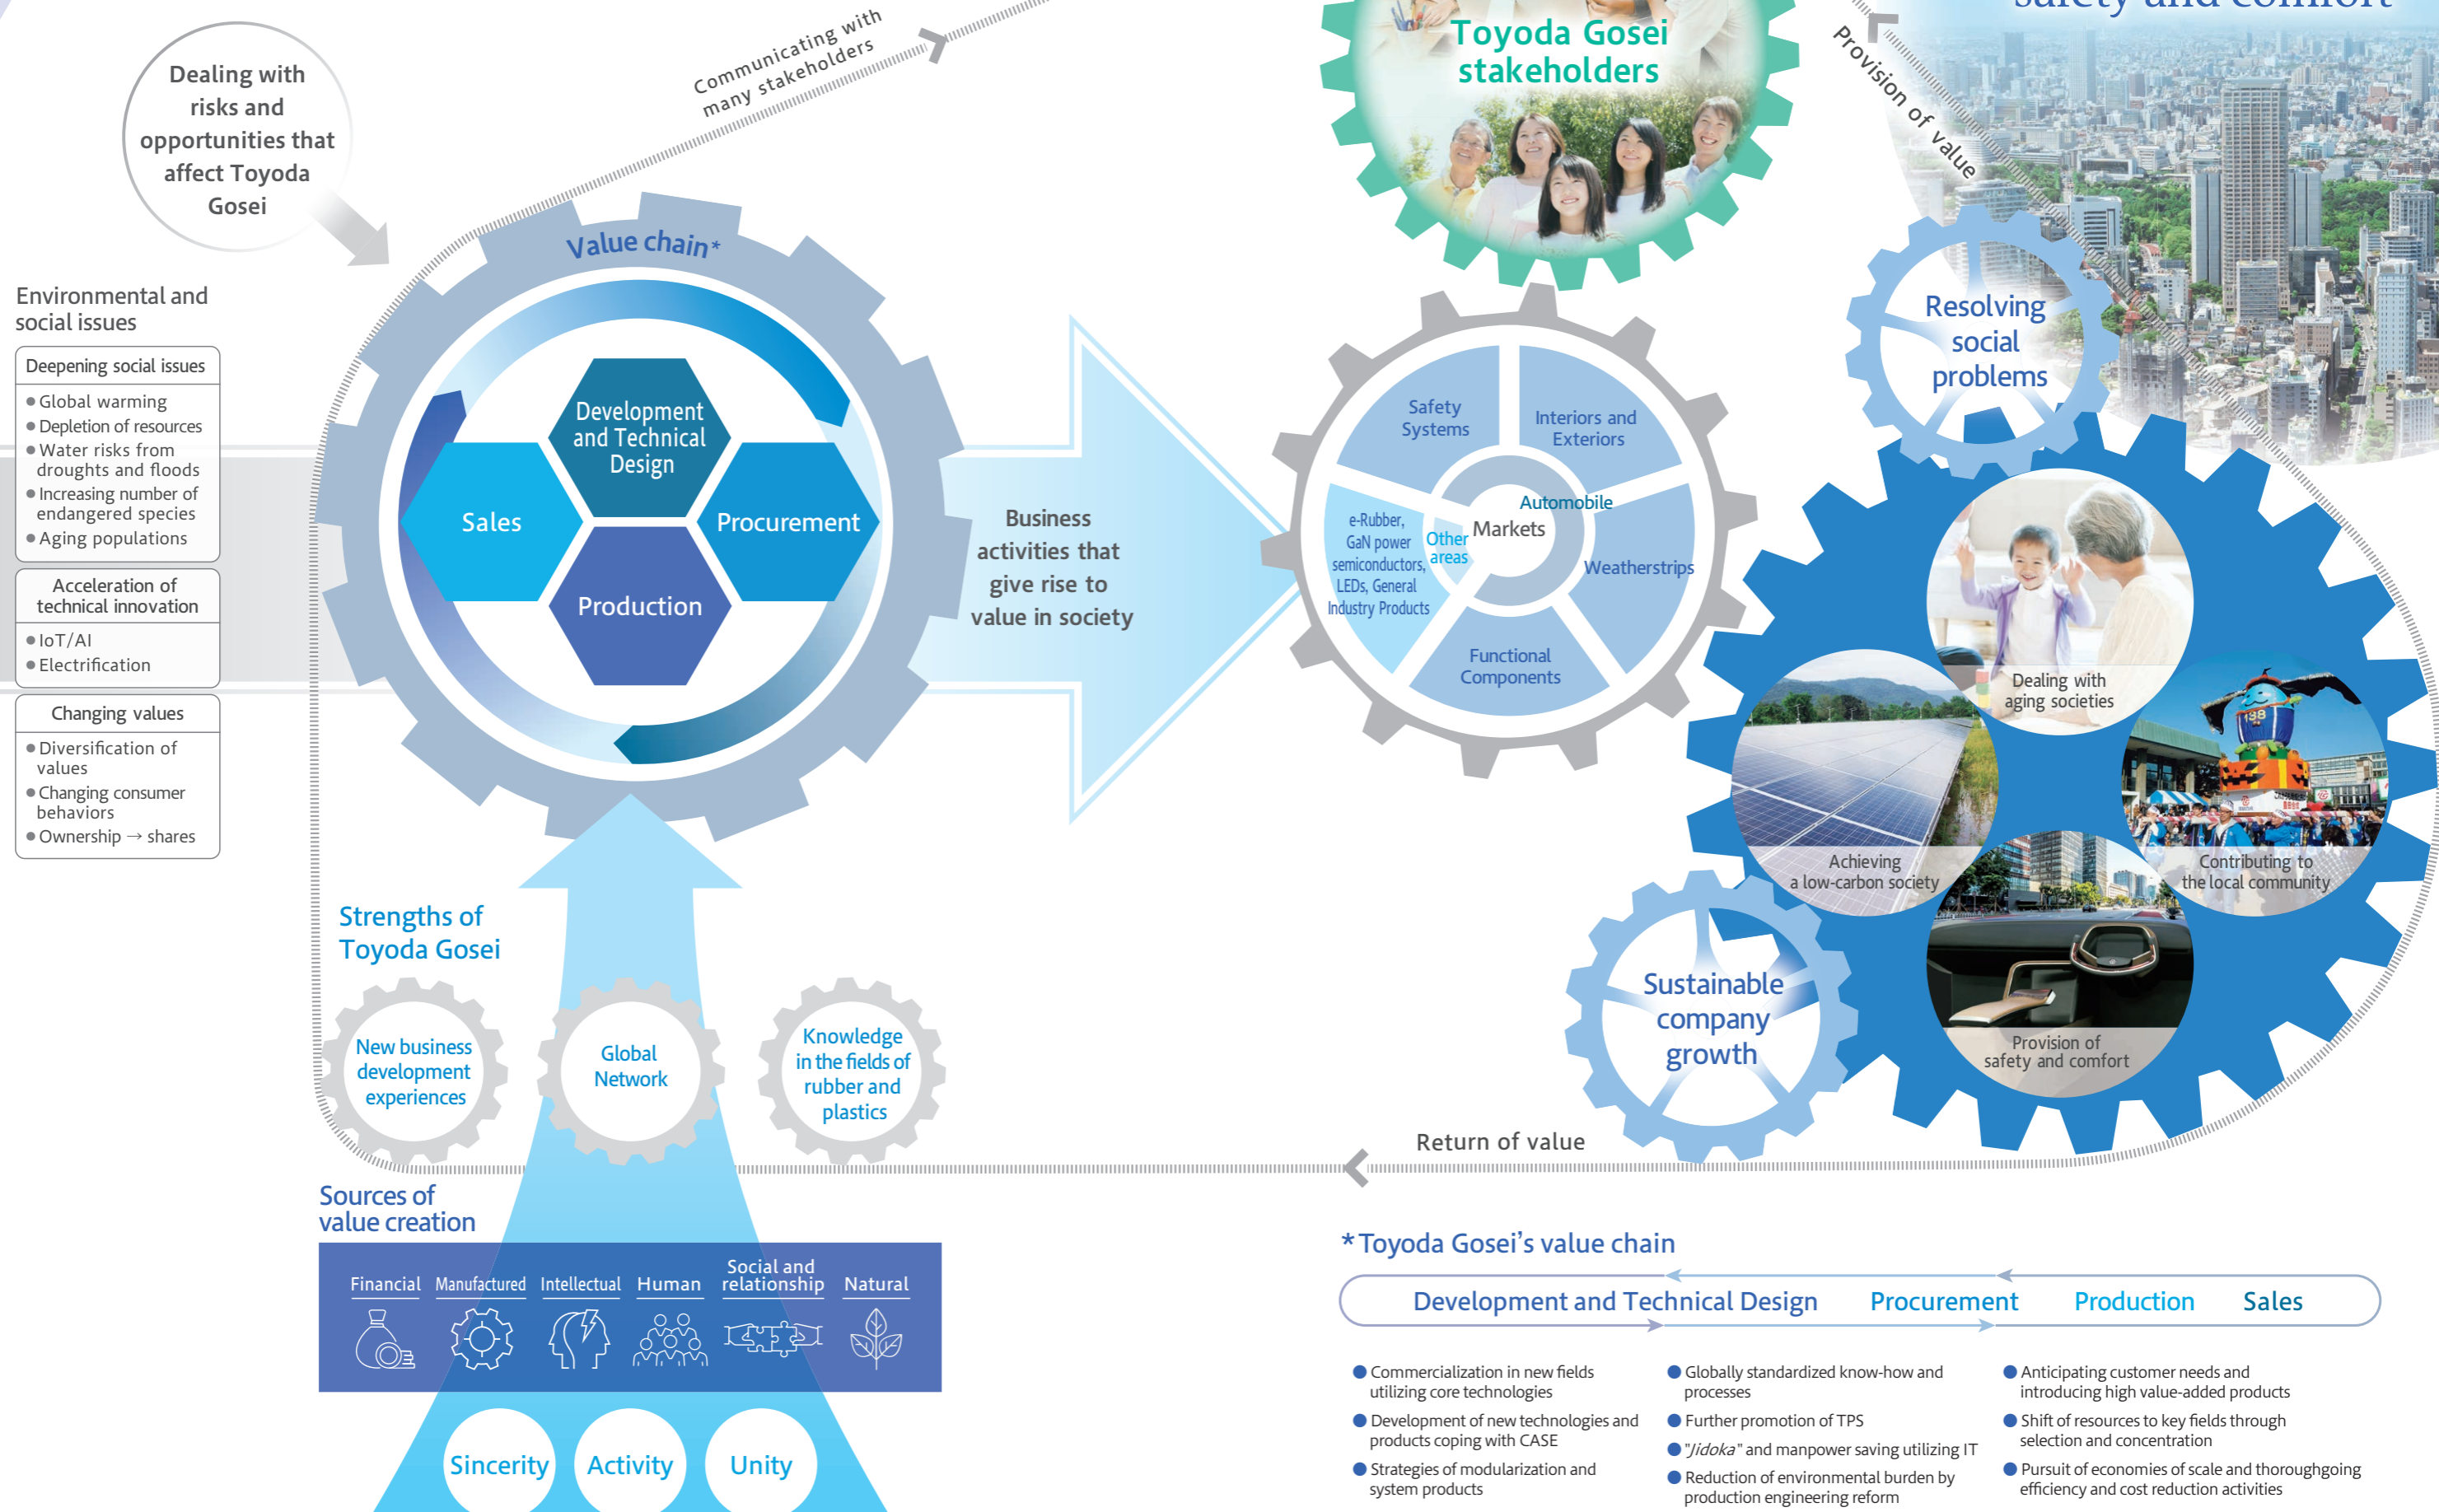 safety and comfort
Communicating with
many stakeholders
Toyoda Gosei
stakeholders
Provision of value
Dealing with
risks and
opportunities that
affect Toyoda
Gosei
Environmental and
social issues
Deepening social issues
● Global warming
● Depletion of resources
● Water risks from
droughts and floods
● Increasing number of
endangered species
● Aging populations
Acceleration of
technical innovation
● IoT/AI
● Electrification
Changing values
● Diversification of
values
● Changing consumer
behaviors
● Ownership → shares
Value chain*
Development
and Technical
Design
Sales
Procurement
Production
Business
activities that
give rise to
value in society
Safety
Systems
Interiors and
Exteriors
Automobile
Markets
Other
areas
e-Rubber,
GaN power
semiconductors,
LEDs, General
Industry Products
Weatherstrips
Functional
Components
Resolving
social
problems
Dealing with
aging societies
138
Achieving
a low-carbon society
Contributing to
the local community
Provision of
safety and comfort
Sustainable
company
growth
Return of value
Strengths of
Toyoda Gosei
New business
development
experiences
Global
Network
Knowledge
in the fields of
rubber and
plastics
Sources of
value creation
Financial
Manufactured
Intellectual
Human
Social and
relationship
Natural
Sincerity
Activity
Unity
* Toyoda Gosei's value chain
Development and Technical Design
Procurement
Production
Sales
● Commercialization in new fields
utilizing core technologies
● Development of new technologies and
products coping with CASE
● Strategies of modularization and
system products
● Globally standardized know-how and
processes
● Further promotion of TPS
● "Jidoka" and manpower saving utilizing IT
● Reduction of environmental burden by
production engineering reform
● Anticipating customer needs and
introducing high value-added products
● Shift of resources to key fields through
selection and concentration
● Pursuit of economies of scale and thoroughgoing
efficiency and cost reduction activities